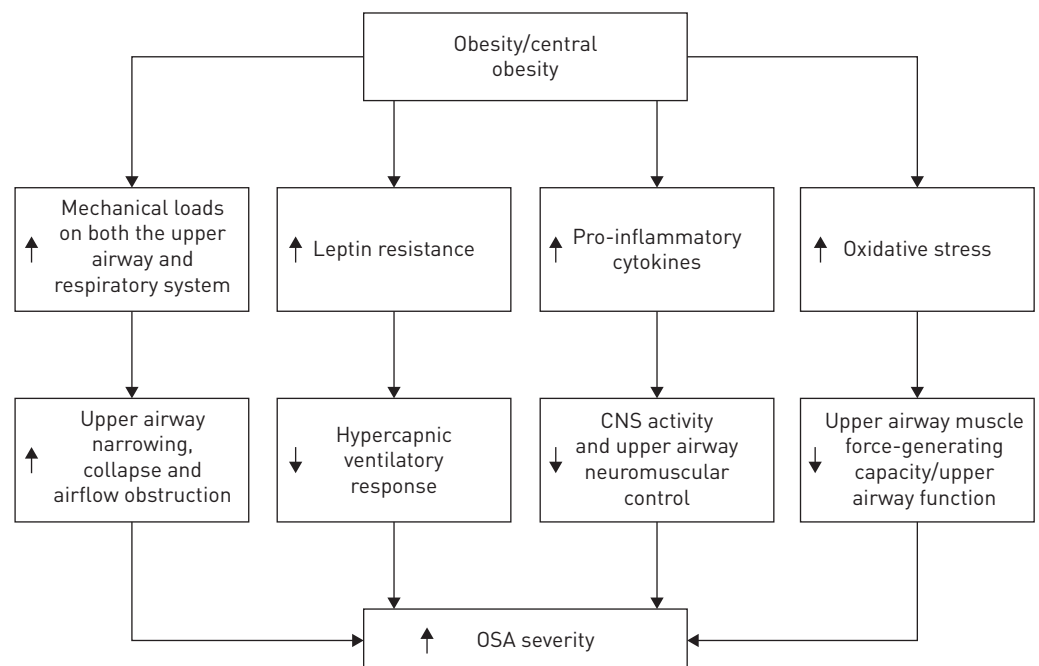 Obesity/central
obesity
Mechanical loads
on both the upper
airway and
respiratory system
Leptin resistance
Pro-inflammatory
cytokines
Oxidative stress
Upper airway
narrowing,
collapse and
airflow obstruction
Hypercapnic
ventilatory
response
CNS activity
and upper airway
neuromuscular
control
Upper airway muscle
force-generating
capacity/upper
airway function
OSA severity